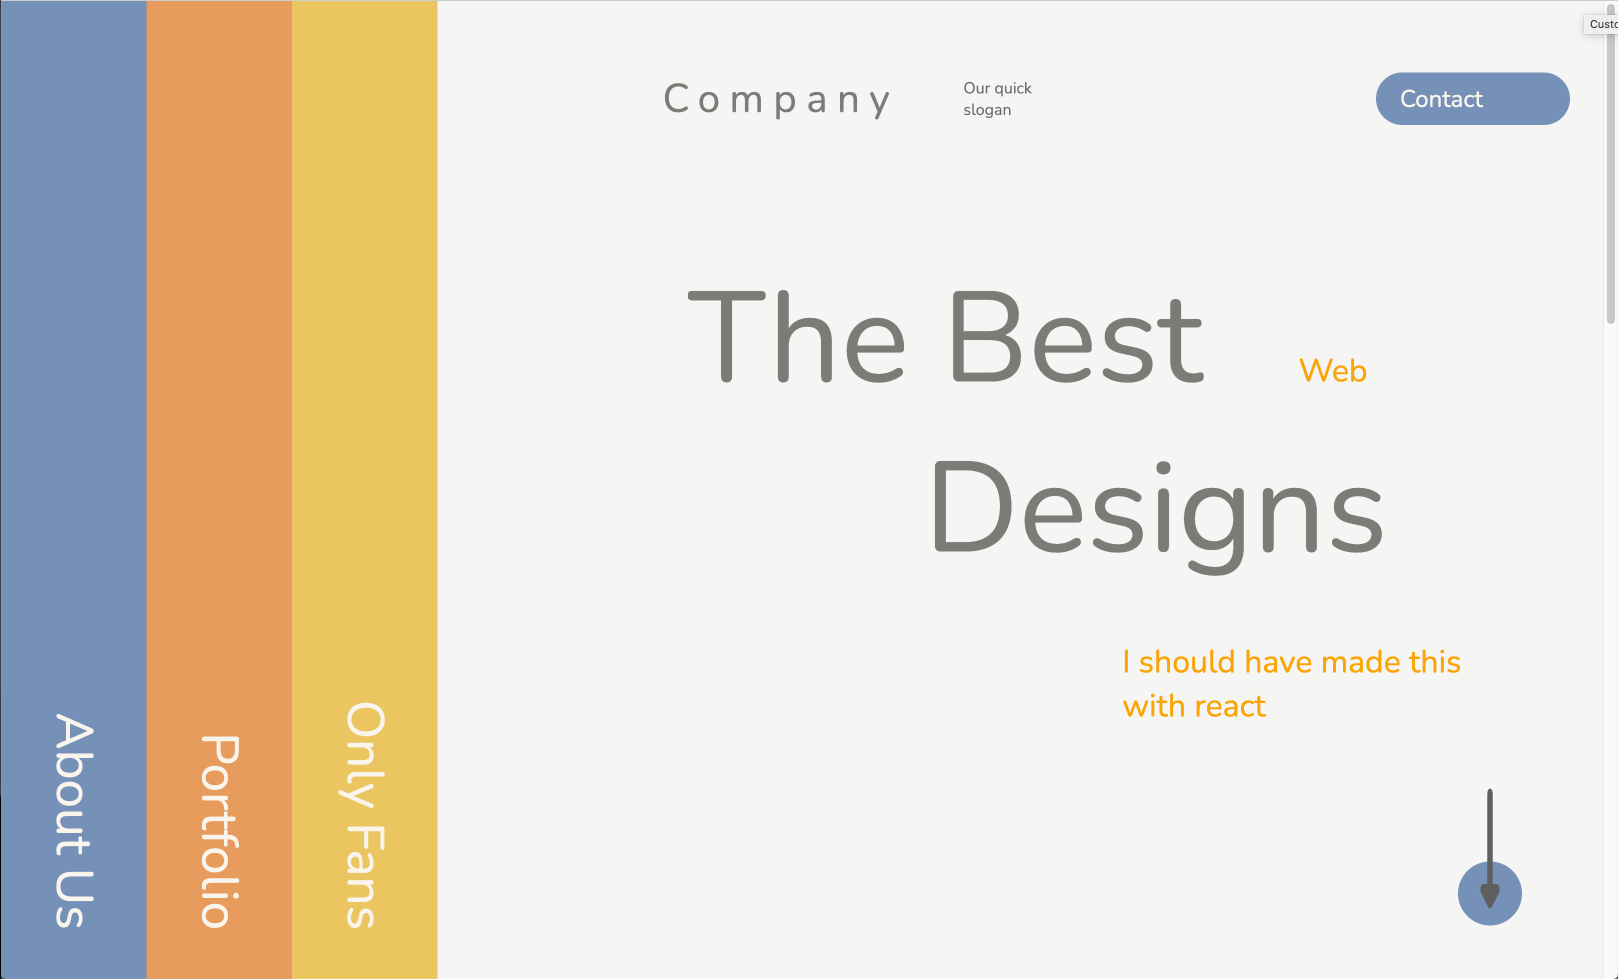 Custo
Company
Our quick
slogan
Contact
The Best
Web
Designs
I should have made this
with react
About Us
Portfolio
Only Fans